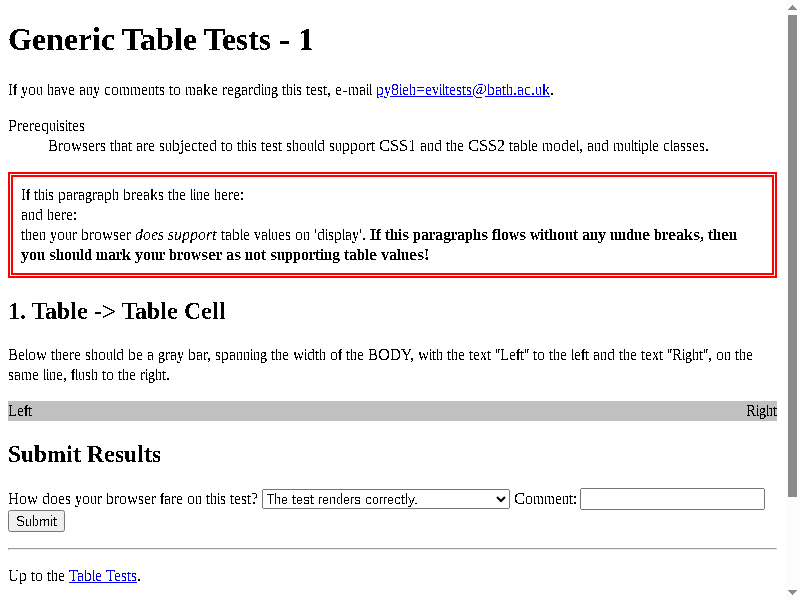 Generic Table Tests - 1
If you have any comments to make regarding this test, e-mail py8ieh=eviltests@bath.ac.uk.
Prerequisites
Browsers that are subjected to this test should support CSS1 and the CSS2 table model, and multiple classes.
If this paragraph breaks the line here:
and here:
then your browser does support table values on 'display'. If this paragraphs flows without any undue breaks, then
you should mark your browser as not supporting table values!
1. Table -> Table Cell
Below there should be a gray bar, spanning the width of the BODY, with the text "Left" to the left and the text "Right", on the
same line, flush to the right.
Left Right
Submit Results
How does your browser fare on this test? The test renders correctly. Comment:
Submit
Up to the Table Tests.